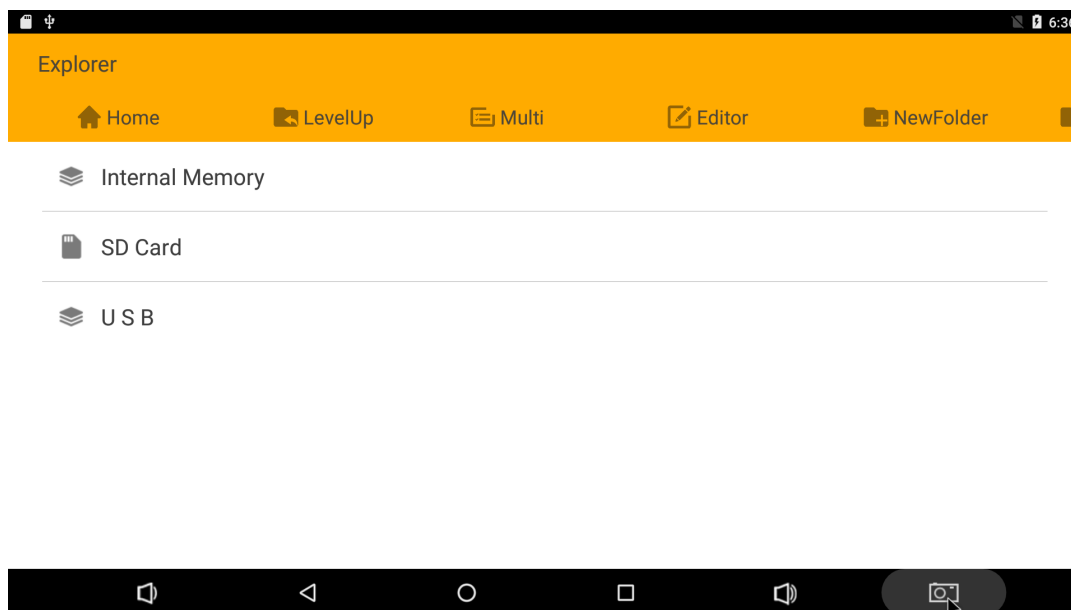 Explorer
Home LevelUp Multi Editor NewFolder
Internal Memory
SD Card
U S B